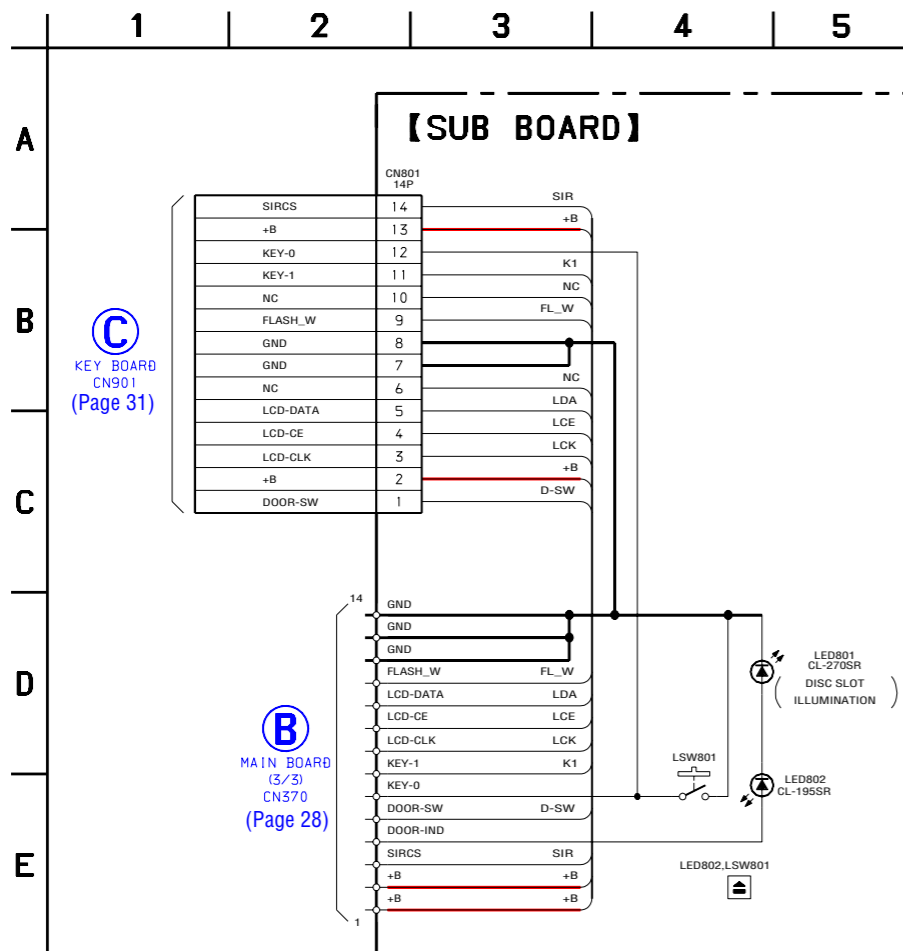 1 2 3 4 5
A
【SUB BOARD】
CN801
14P
SIRCS 14 SIR
+B 13 +B
KEY-0 12
KEY-1 11 K1
NC 10 NC
FLASH_W 9 FL_W
GND 8
GND 7
NC 6 NC
LCD-DATA 5 LDA
LCD-CE 4 LCE
LCD-CLK 3 LCK
+B 2 +B
DOOR-SW 1 D-SW
B
C
KEY BOARD
CN901
(Page 31)
C
14
GND
GND
GND
FLASH_W FL_W
LCD-DATA LDA
LCD-CE LCE
LCD-CLK LCK
KEY-1 K1
KEY-0
DOOR-SW D-SW
DOOR-IND
SIRCS SIR
+B +B
+B +B
1
D
B
MAIN BOARD
(3/3)
CN370
(Page 28)
LED801
CL-270SR
( DISC SLOT
ILLUMINATION )
LSW801
LED802
CL-195SR
E
LED802,LSW801